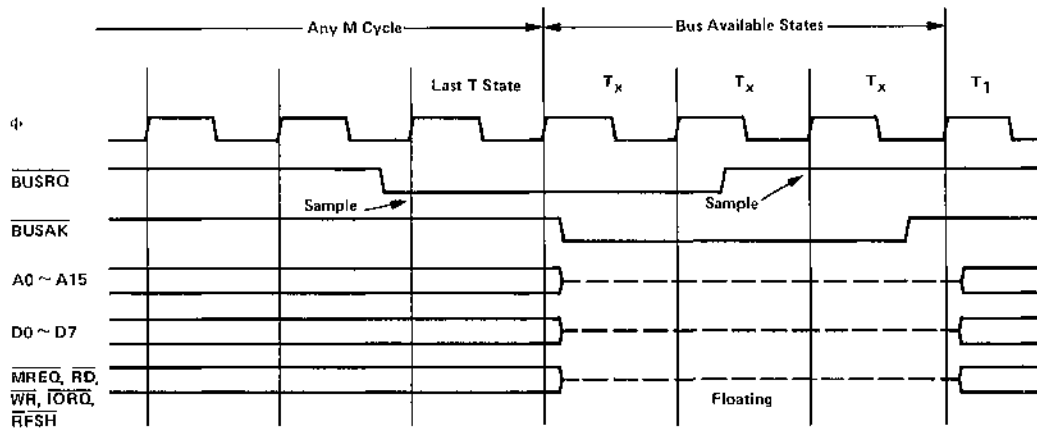 Any M Cycle
Bus Available States
Last T State
Tx
Tx
Tx
T1
Φ
BUSRQ
Sample
Sample
BUSAK
A0 ~ A15
D0 ~ D7
MREQ, RD,
WR, IORQ,
RFSH
Floating